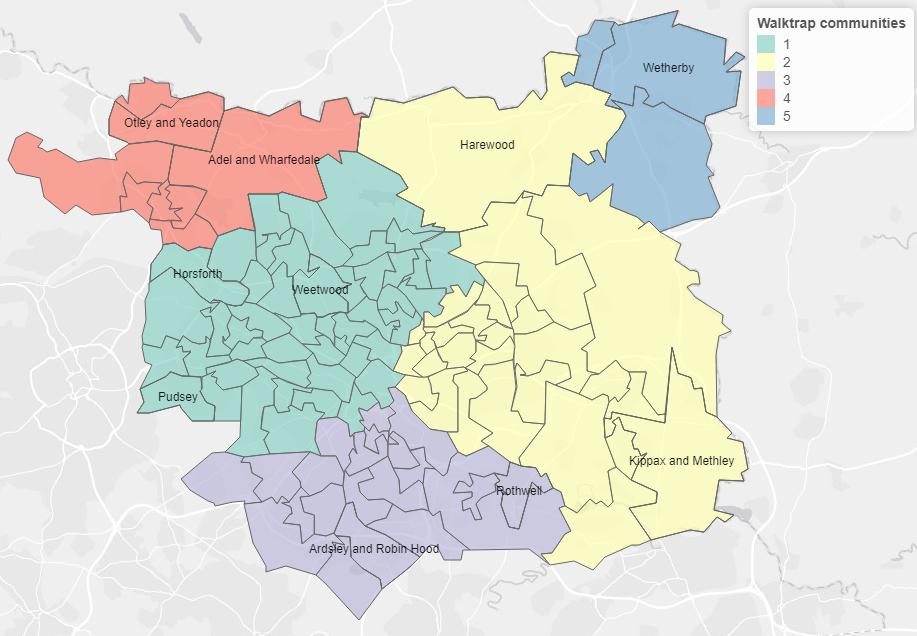 Walktrap communities
1
2
3
4
5
Wetherby
Otley and Yeadon
Harewood
Adel and Wharfedale
Horsforth
Weetwood
Pudsey
Kippax and Methley
Rothwell
Ardsley and Robin Hood